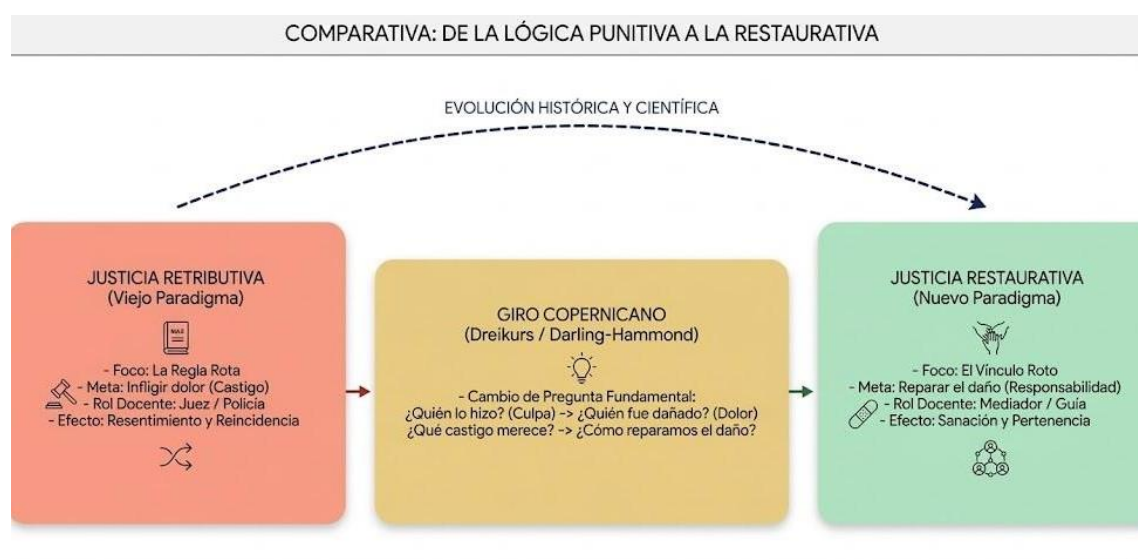 COMPARATIVA: DE LA LÓGICA PUNITIVA A LA RESTAURATIVA
EVOLUCIÓN HISTÓRICA Y CIENTÍFICA
JUSTICIA RETRIBUTIVA
(Viejo Paradigma)
- Foco: La Regla Rota
- Meta: Infligir dolor (Castigo)
- Rol Docente: Juez / Policía
- Efecto: Resentimiento y Reincidencia
GIRO COPERNICANO
(Dreikurs / Darling-Hammond)
- Cambio de Pregunta Fundamental:
¿Quién lo hizo? (Culpa) -> ¿Quién fue dañado? (Dolor)
¿Qué castigo merece? -> ¿Cómo reparamos el daño?
JUSTICIA RESTAURATIVA
(Nuevo Paradigma)
- Foco: El Vínculo Roto
- Meta: Reparar el daño (Responsabilidad)
- Rol Docente: Mediador / Guía
- Efecto: Sanación y Pertenencia